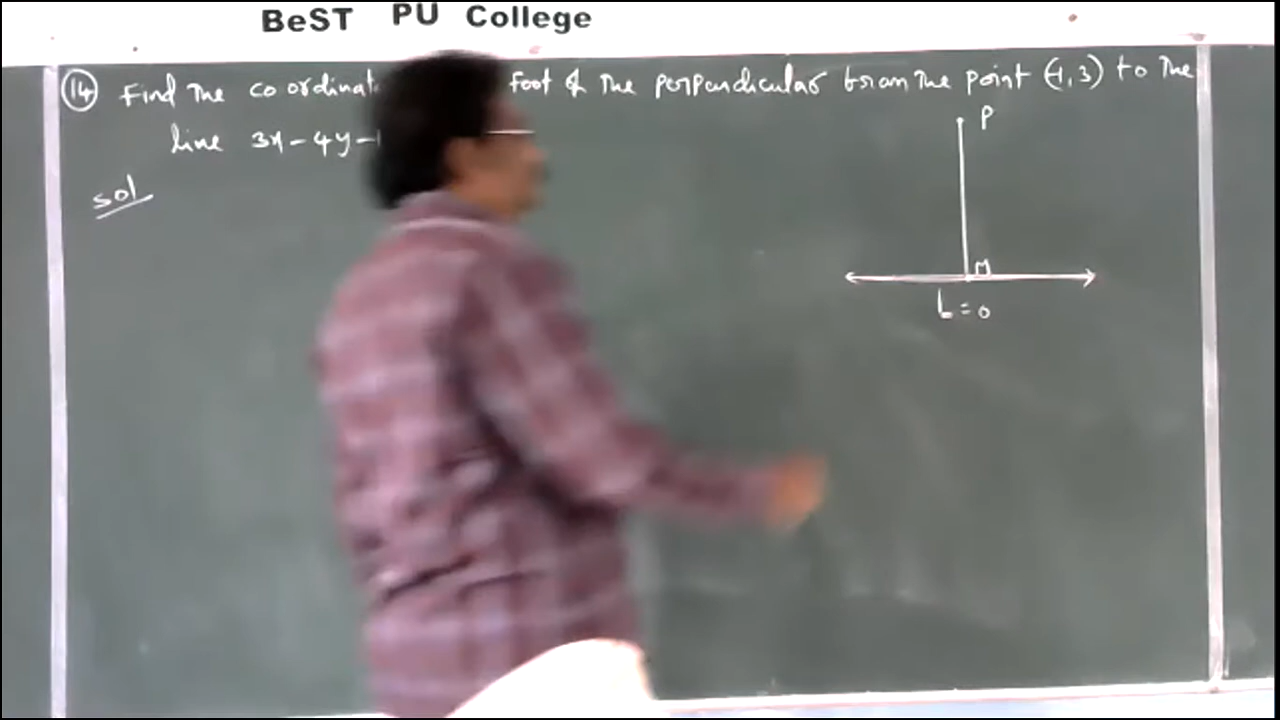 BeST PU College
14 Find The co ordinat foot of The perpendicular from The point (-1, 3) to The
line 3x - 4y - 1
sol
P
M
L = 0